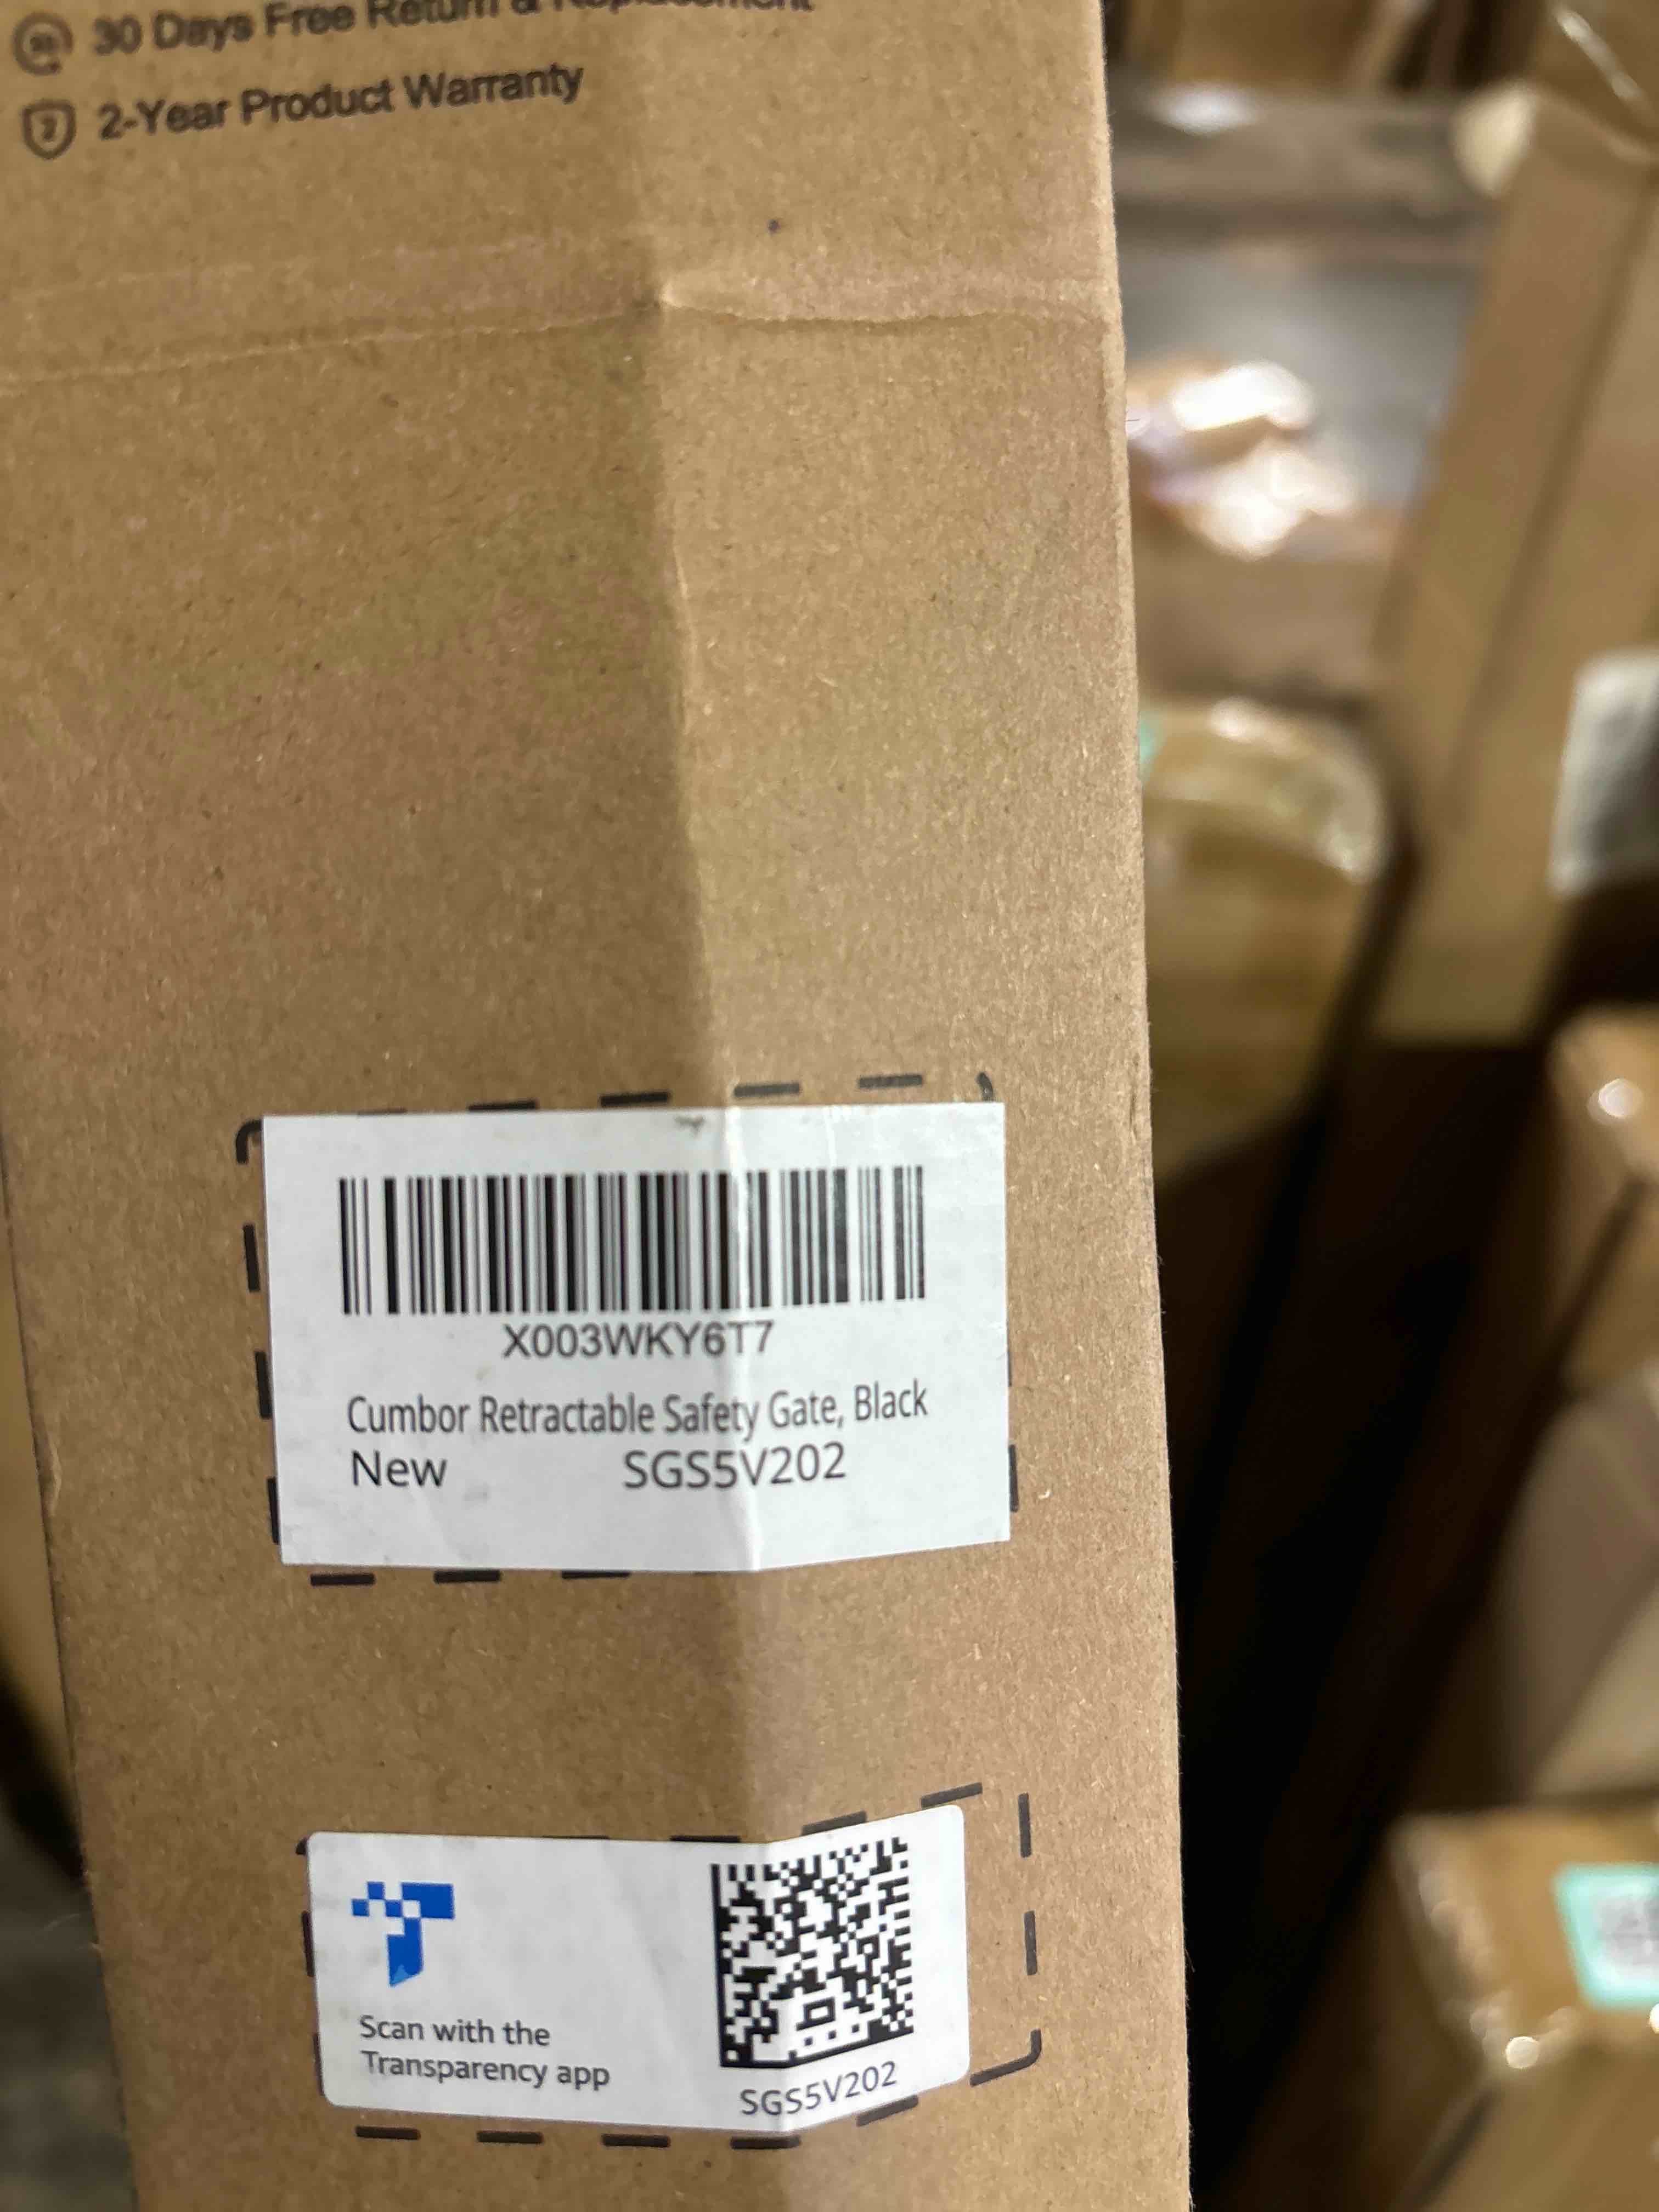 30 Days Free Return & Replacement
2-Year Product Warranty
X003WKY6T7
Cumbor Retractable Safety Gate, Black
New SGS5V202
Scan with the
Transparency app
SGS5V202